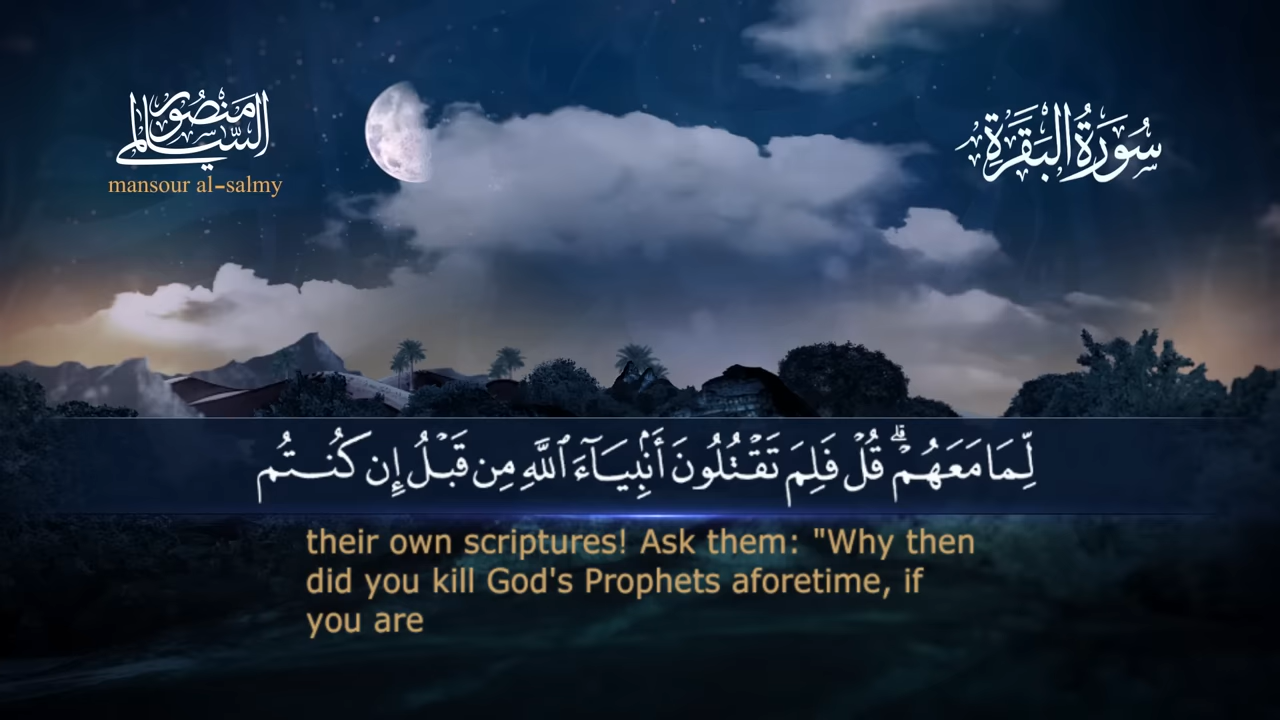 منصور السالمي
mansour al-salmy
سُورَةُ البَقَرَةِ
لِّمَا مَعَهُمْ ۗ قُلْ فَلِمَ تَقْتُلُونَ أَنۢبِيَآءَ ٱللَّهِ مِن قَبْلُ إِن كُنتُم
their own scriptures! Ask them: "Why then
did you kill God's Prophets aforetime, if
you are